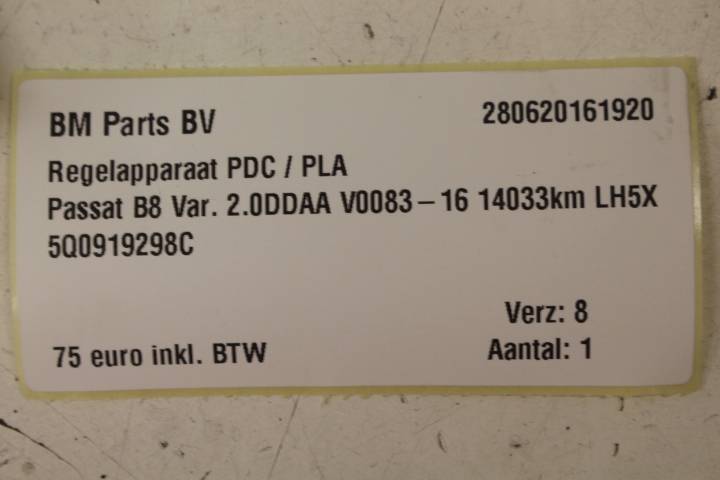 BM Parts BV 280620161920
Regelapparaat PDC / PLA
Passat B8 Var. 2.0DDAA V0083 – 16 14033km LH5X
5Q0919298C
Verz: 8
75 euro inkl. BTW Aantal: 1